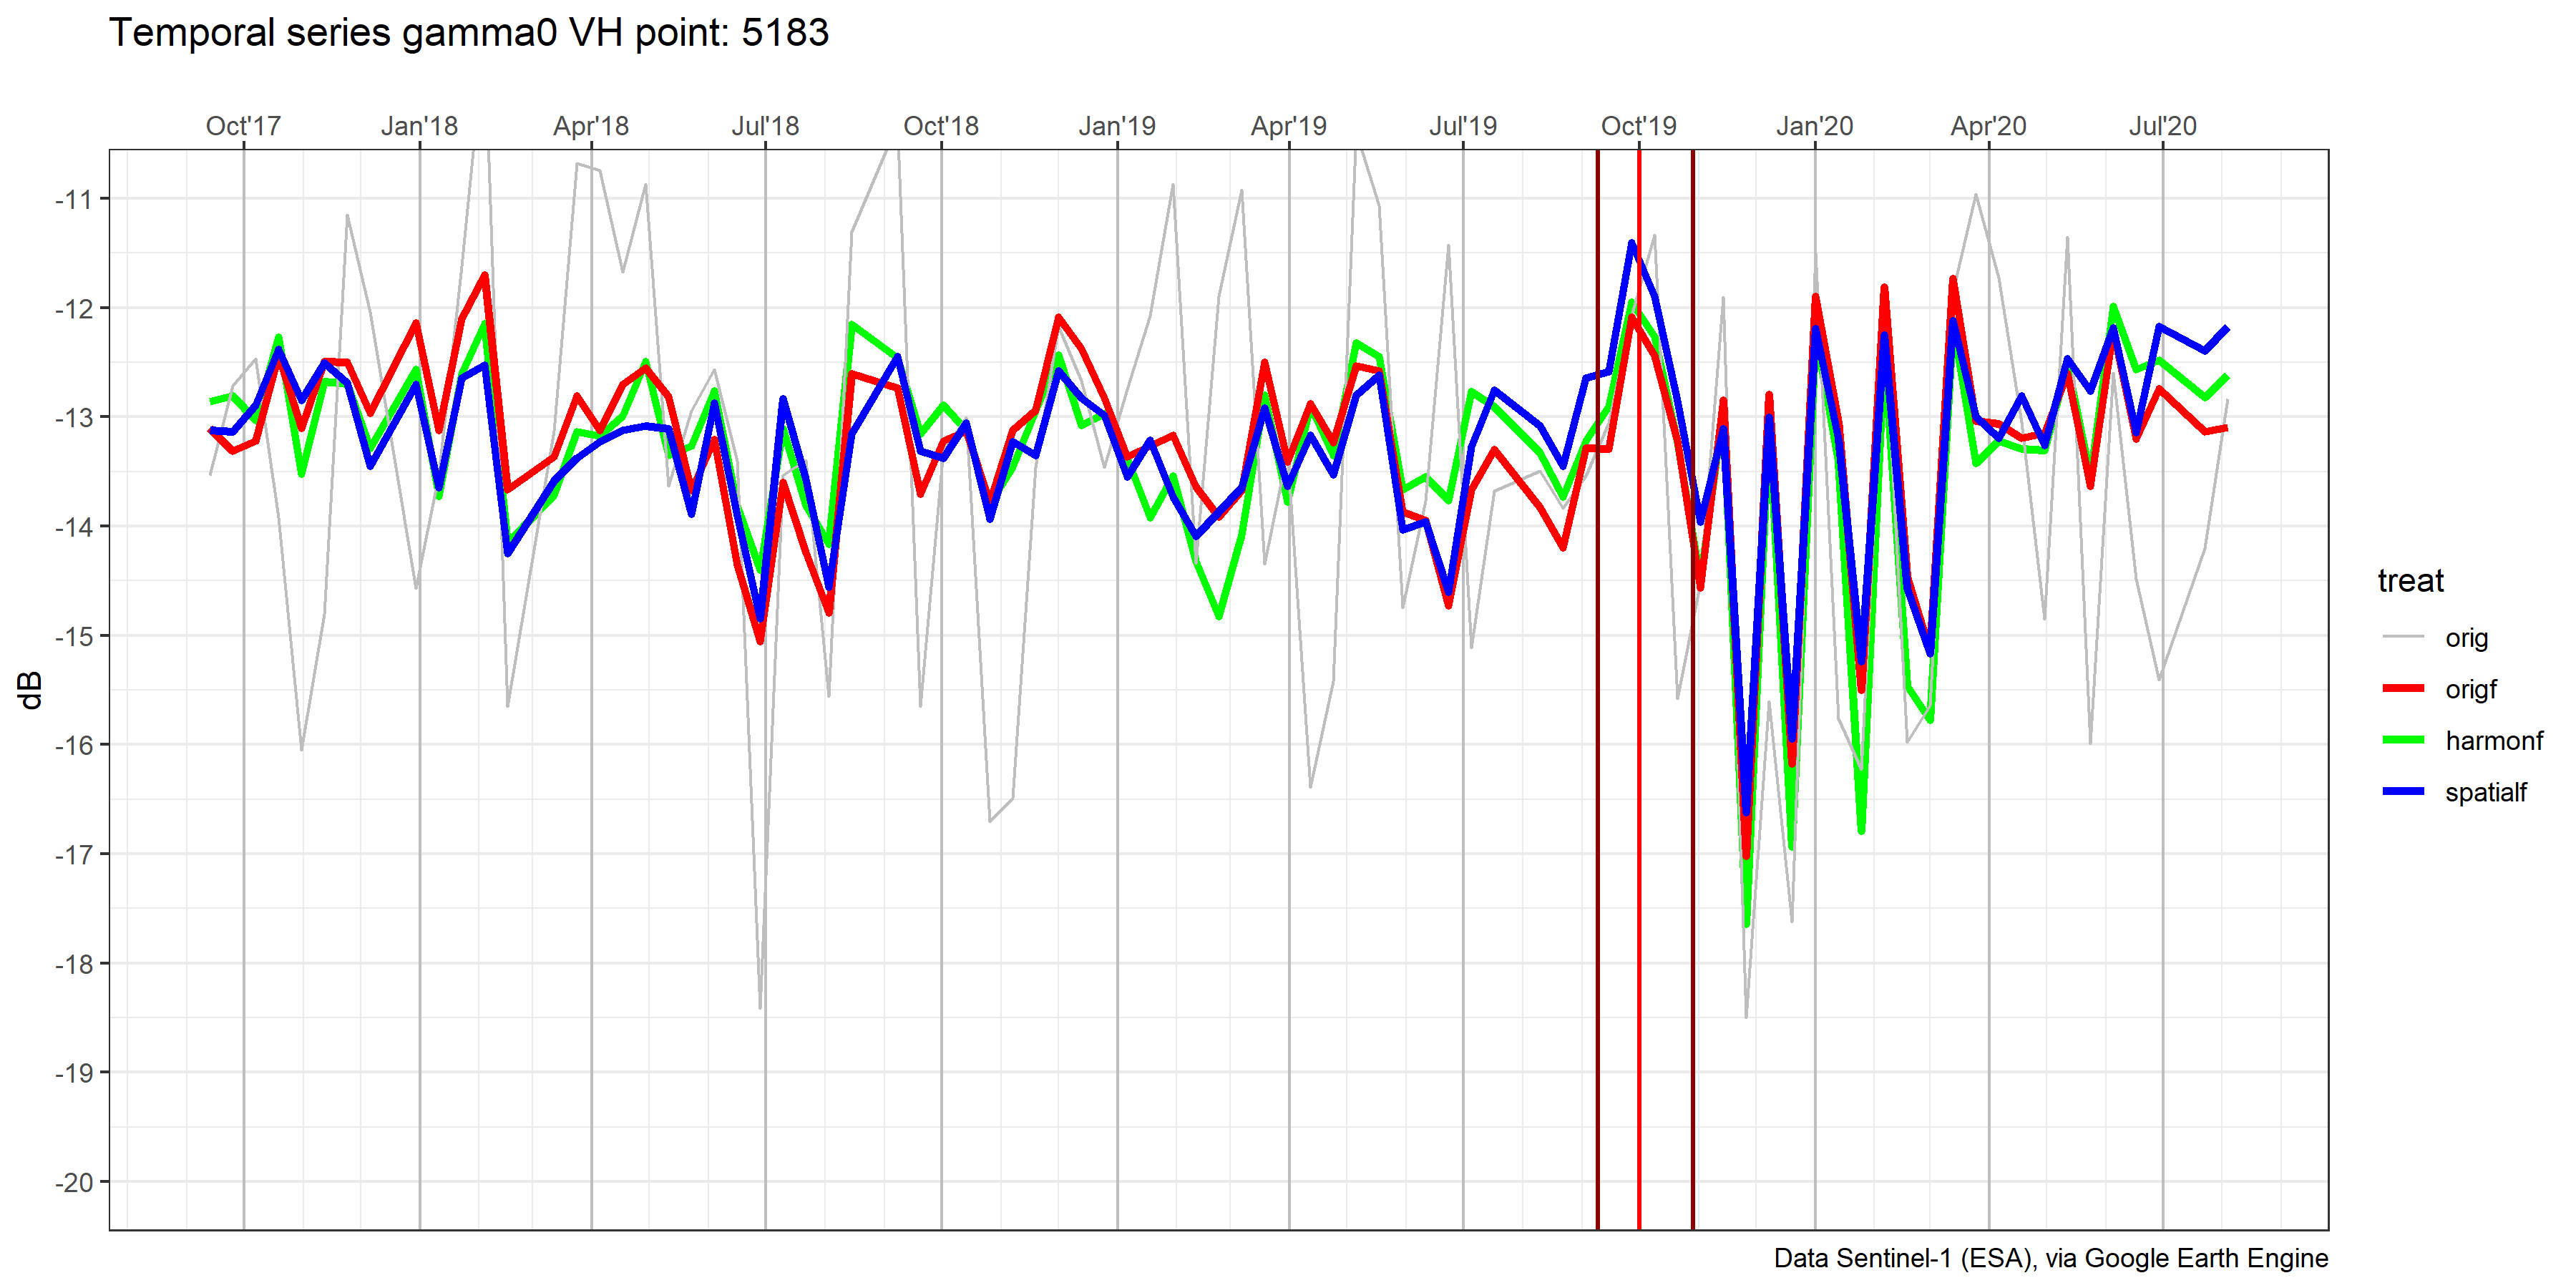 Temporal series gamma0 VH point: 5183
Oct'17 Jan'18 Apr'18 Jul'18 Oct'18 Jan'19 Apr'19 Jul'19 Oct'19 Jan'20 Apr'20 Jul'20
-11
-12
-13
-14
-15
-16
-17
-18
-19
-20
dB
treat
orig
origf
harmonf
spatialf
Data Sentinel-1 (ESA), via Google Earth Engine